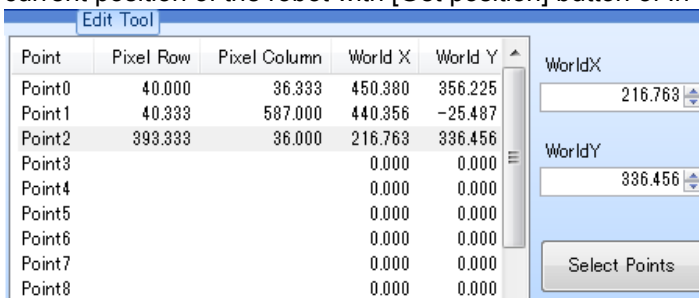 Edit Tool
Point Pixel Row Pixel Column World X World Y
Point0 40.000 36.333 450.380 356.225
Point1 40.333 587.000 440.356 -25.487
Point2 393.333 36.000 216.763 336.456
Point3 0.000 0.000
Point4 0.000 0.000
Point5 0.000 0.000
Point6 0.000 0.000
Point7 0.000 0.000
Point8 0.000 0.000
WorldX
216.763
WorldY
336.456
Select Points